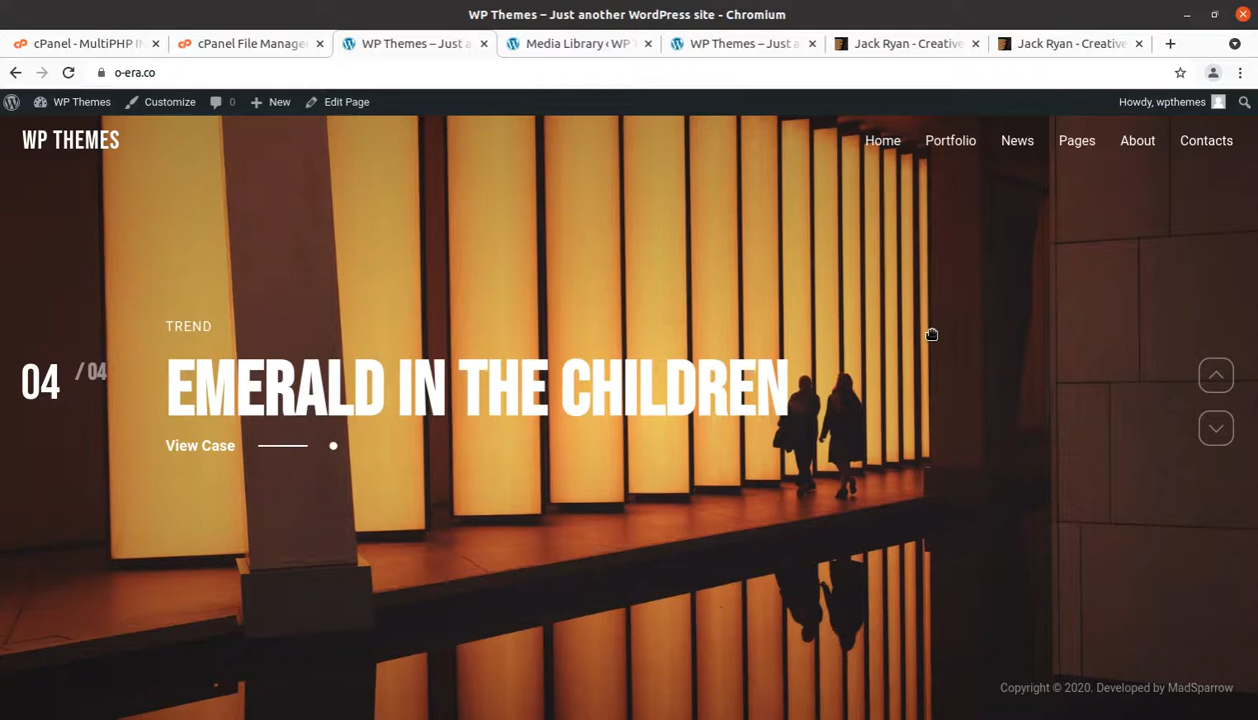 WP Themes – Just another WordPress site - Chromium
cPanel - MultiPHP IN
cPanel File Manage
WP Themes – Just a
Media Library ‹ WP T
WP Themes – Just a
Jack Ryan - Creative
Jack Ryan - Creative
o-era.co
WP Themes
Customize
0
New
Edit Page
Howdy, wpthemes
WP THEMES
Home
Portfolio
News
Pages
About
Contacts
TREND
04 / 04
EMERALD IN THE CHILDREN
View Case
Copyright © 2020. Developed by MadSparrow